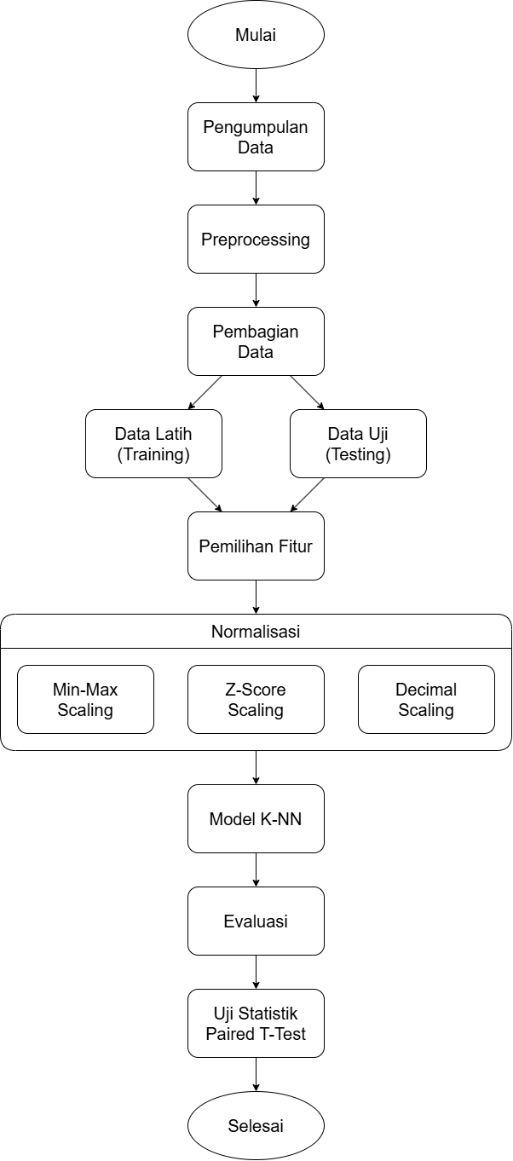 Mulai
Pengumpulan
Data
Preprocessing
Pembagian
Data
Data Latih
(Training)
Data Uji
(Testing)
Pemilihan Fitur
Normalisasi
Min-Max
Scaling
Z-Score
Scaling
Decimal
Scaling
Model K-NN
Evaluasi
Uji Statistik
Paired T-Test
Selesai